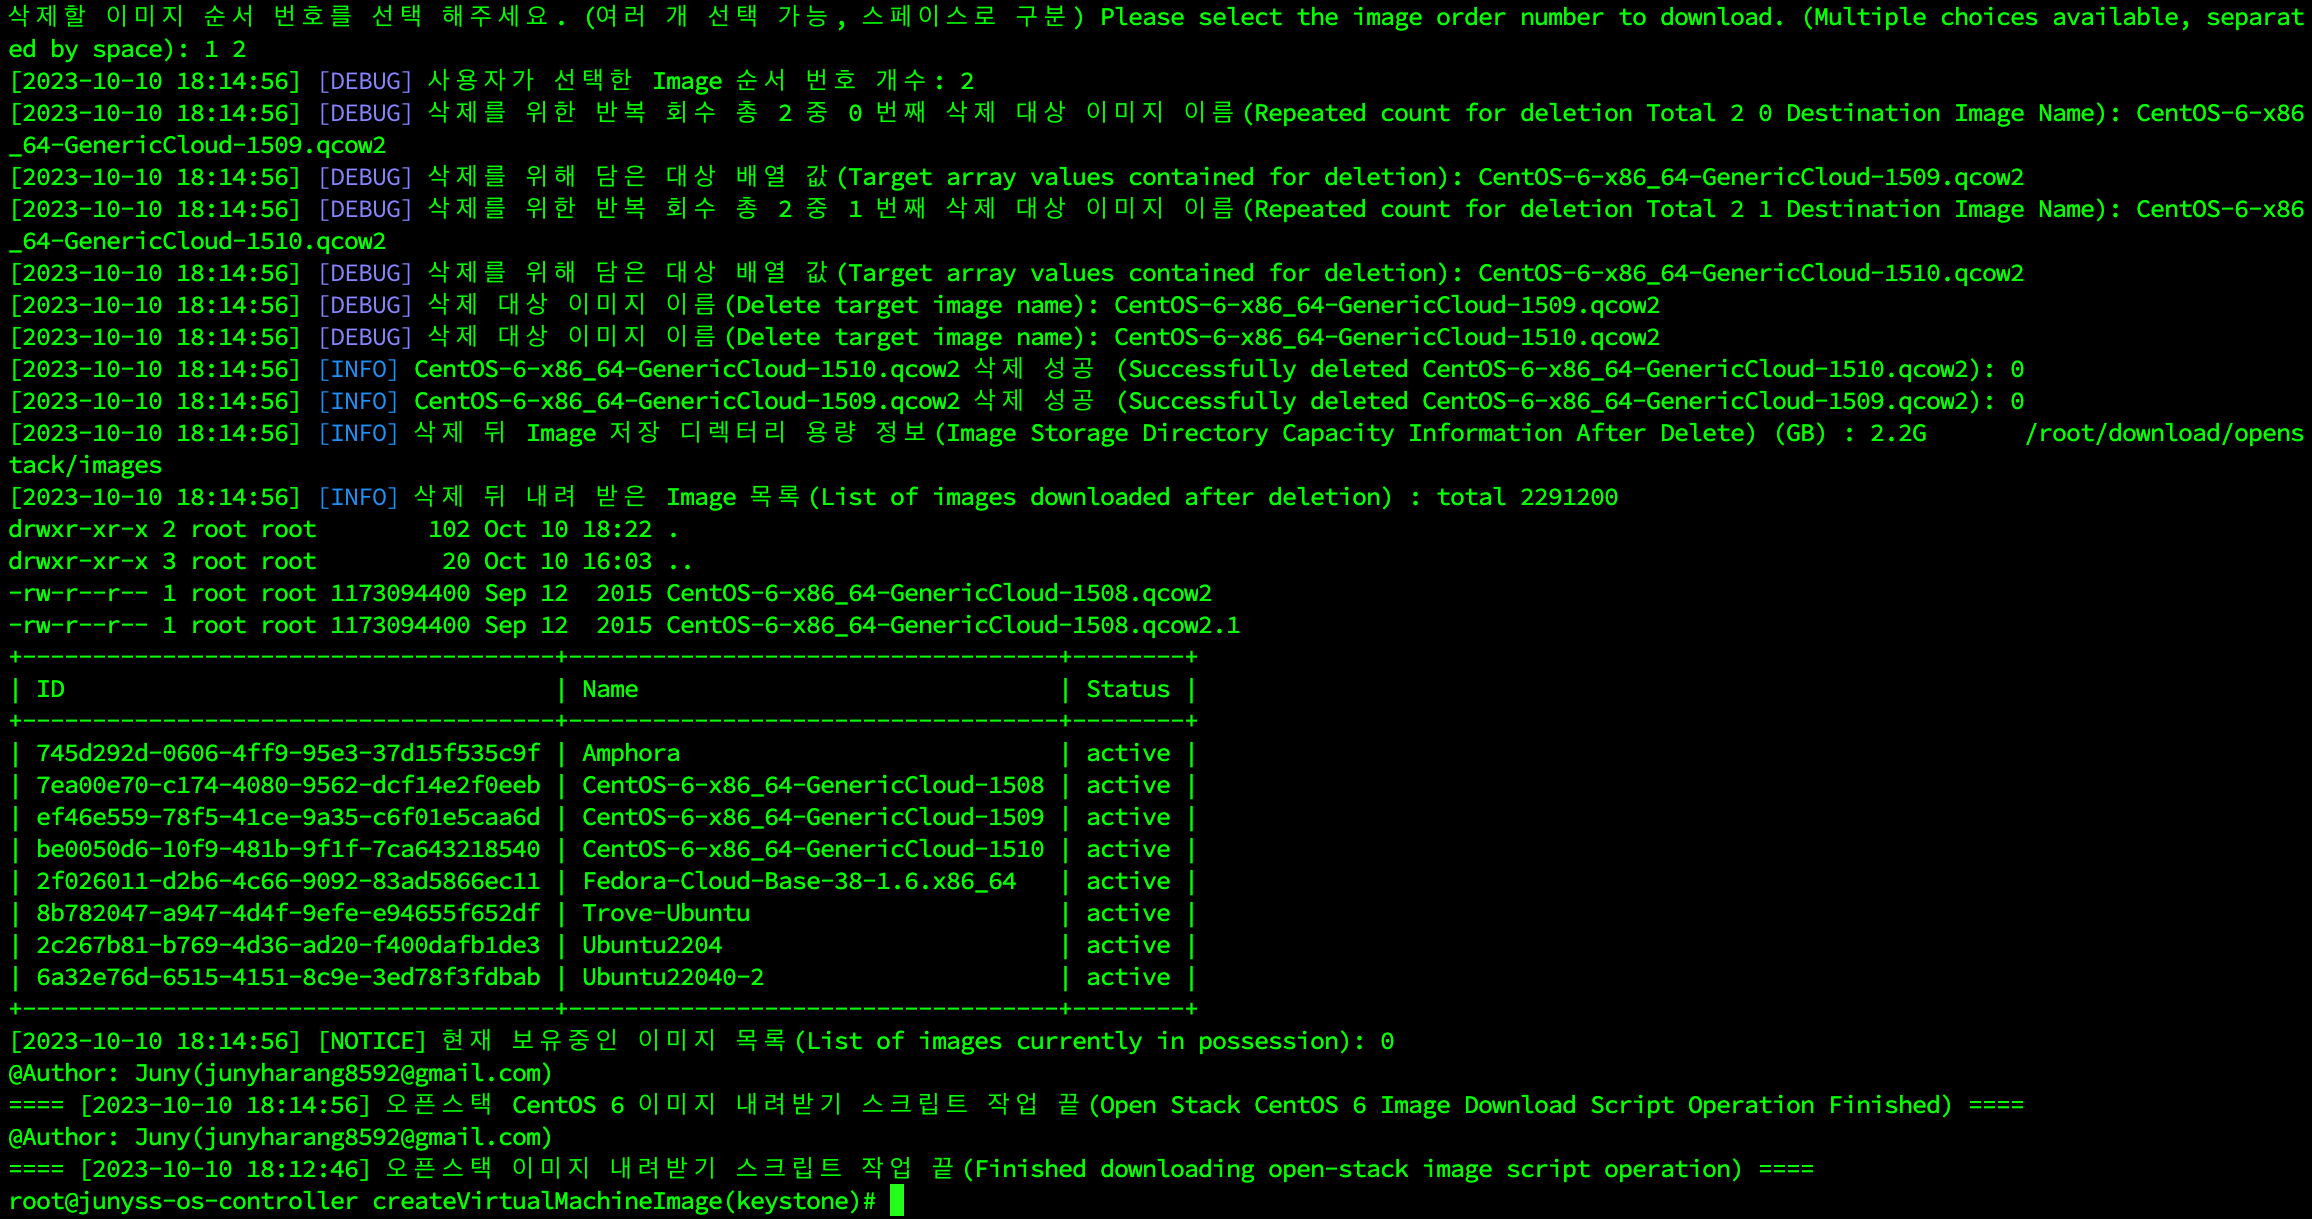 삭제할 이미지 순서 번호를 선택 해주세요. (여러 개 선택 가능, 스페이스로 구분) Please select the image order number to download. (Multiple choices available, separat
ed by space): 1 2
[2023-10-10 18:14:56] [DEBUG] 사용자가 선택한 Image 순서 번호 개수: 2
[2023-10-10 18:14:56] [DEBUG] 삭제를 위한 반복 회수 총 2 중 0 번째 삭제 대상 이미지 이름(Repeated count for deletion Total 2 0 Destination Image Name): CentOS-6-x86
_64-GenericCloud-1509.qcow2
[2023-10-10 18:14:56] [DEBUG] 삭제를 위해 담은 대상 배열 값(Target array values contained for deletion): CentOS-6-x86_64-GenericCloud-1509.qcow2
[2023-10-10 18:14:56] [DEBUG] 삭제를 위한 반복 회수 총 2 중 1 번째 삭제 대상 이미지 이름(Repeated count for deletion Total 2 1 Destination Image Name): CentOS-6-x86
_64-GenericCloud-1510.qcow2
[2023-10-10 18:14:56] [DEBUG] 삭제를 위해 담은 대상 배열 값(Target array values contained for deletion): CentOS-6-x86_64-GenericCloud-1510.qcow2
[2023-10-10 18:14:56] [DEBUG] 삭제 대상 이미지 이름(Delete target image name): CentOS-6-x86_64-GenericCloud-1509.qcow2
[2023-10-10 18:14:56] [DEBUG] 삭제 대상 이미지 이름(Delete target image name): CentOS-6-x86_64-GenericCloud-1510.qcow2
[2023-10-10 18:14:56] [INFO] CentOS-6-x86_64-GenericCloud-1510.qcow2 삭제 성공 (Successfully deleted CentOS-6-x86_64-GenericCloud-1510.qcow2): 0
[2023-10-10 18:14:56] [INFO] CentOS-6-x86_64-GenericCloud-1509.qcow2 삭제 성공 (Successfully deleted CentOS-6-x86_64-GenericCloud-1509.qcow2): 0
[2023-10-10 18:14:56] [INFO] 삭제 뒤 Image 저장 디렉터리 용량 정보(Image Storage Directory Capacity Information After Delete) (GB) : 2.2G       /root/download/opens
tack/images
[2023-10-10 18:14:56] [INFO] 삭제 뒤 내려 받은 Image 목록(List of images downloaded after deletion) : total 2291200
drwxr-xr-x 2 root root        102 Oct 10 18:22 .
drwxr-xr-x 3 root root         20 Oct 10 16:03 ..
-rw-r--r-- 1 root root 1173094400 Sep 12  2015 CentOS-6-x86_64-GenericCloud-1508.qcow2
-rw-r--r-- 1 root root 1173094400 Sep 12  2015 CentOS-6-x86_64-GenericCloud-1508.qcow2.1
+--------------------------------------+-----------------------------------+--------+
| ID                                   | Name                              | Status |
+--------------------------------------+-----------------------------------+--------+
| 745d292d-0606-4ff9-95e3-37d15f535c9f | Amphora                           | active |
| 7ea00e70-c174-4080-9562-dcf14e2f0eeb | CentOS-6-x86_64-GenericCloud-1508 | active |
| ef46e559-78f5-41ce-9a35-c6f01e5caa6d | CentOS-6-x86_64-GenericCloud-1509 | active |
| be0050d6-10f9-481b-9f1f-7ca643218540 | CentOS-6-x86_64-GenericCloud-1510 | active |
| 2f026011-d2b6-4c66-9092-83ad5866ec11 | Fedora-Cloud-Base-38-1.6.x86_64   | active |
| 8b782047-a947-4d4f-9efe-e94655f652df | Trove-Ubuntu                      | active |
| 2c267b81-b769-4d36-ad20-f400dafb1de3 | Ubuntu2204                        | active |
| 6a32e76d-6515-4151-8c9e-3ed78f3fdbab | Ubuntu22040-2                     | active |
+--------------------------------------+-----------------------------------+--------+
[2023-10-10 18:14:56] [NOTICE] 현재 보유중인 이미지 목록(List of images currently in possession): 0
@Author: Juny(junyharang8592@gmail.com)
==== [2023-10-10 18:14:56] 오픈스택 CentOS 6 이미지 내려받기 스크립트 작업 끝(Open Stack CentOS 6 Image Download Script Operation Finished) ====
@Author: Juny(junyharang8592@gmail.com)
==== [2023-10-10 18:12:46] 오픈스택 이미지 내려받기 스크립트 작업 끝(Finished downloading open-stack image script operation) ====
root@junyss-os-controller createVirtualMachineImage(keystone)#